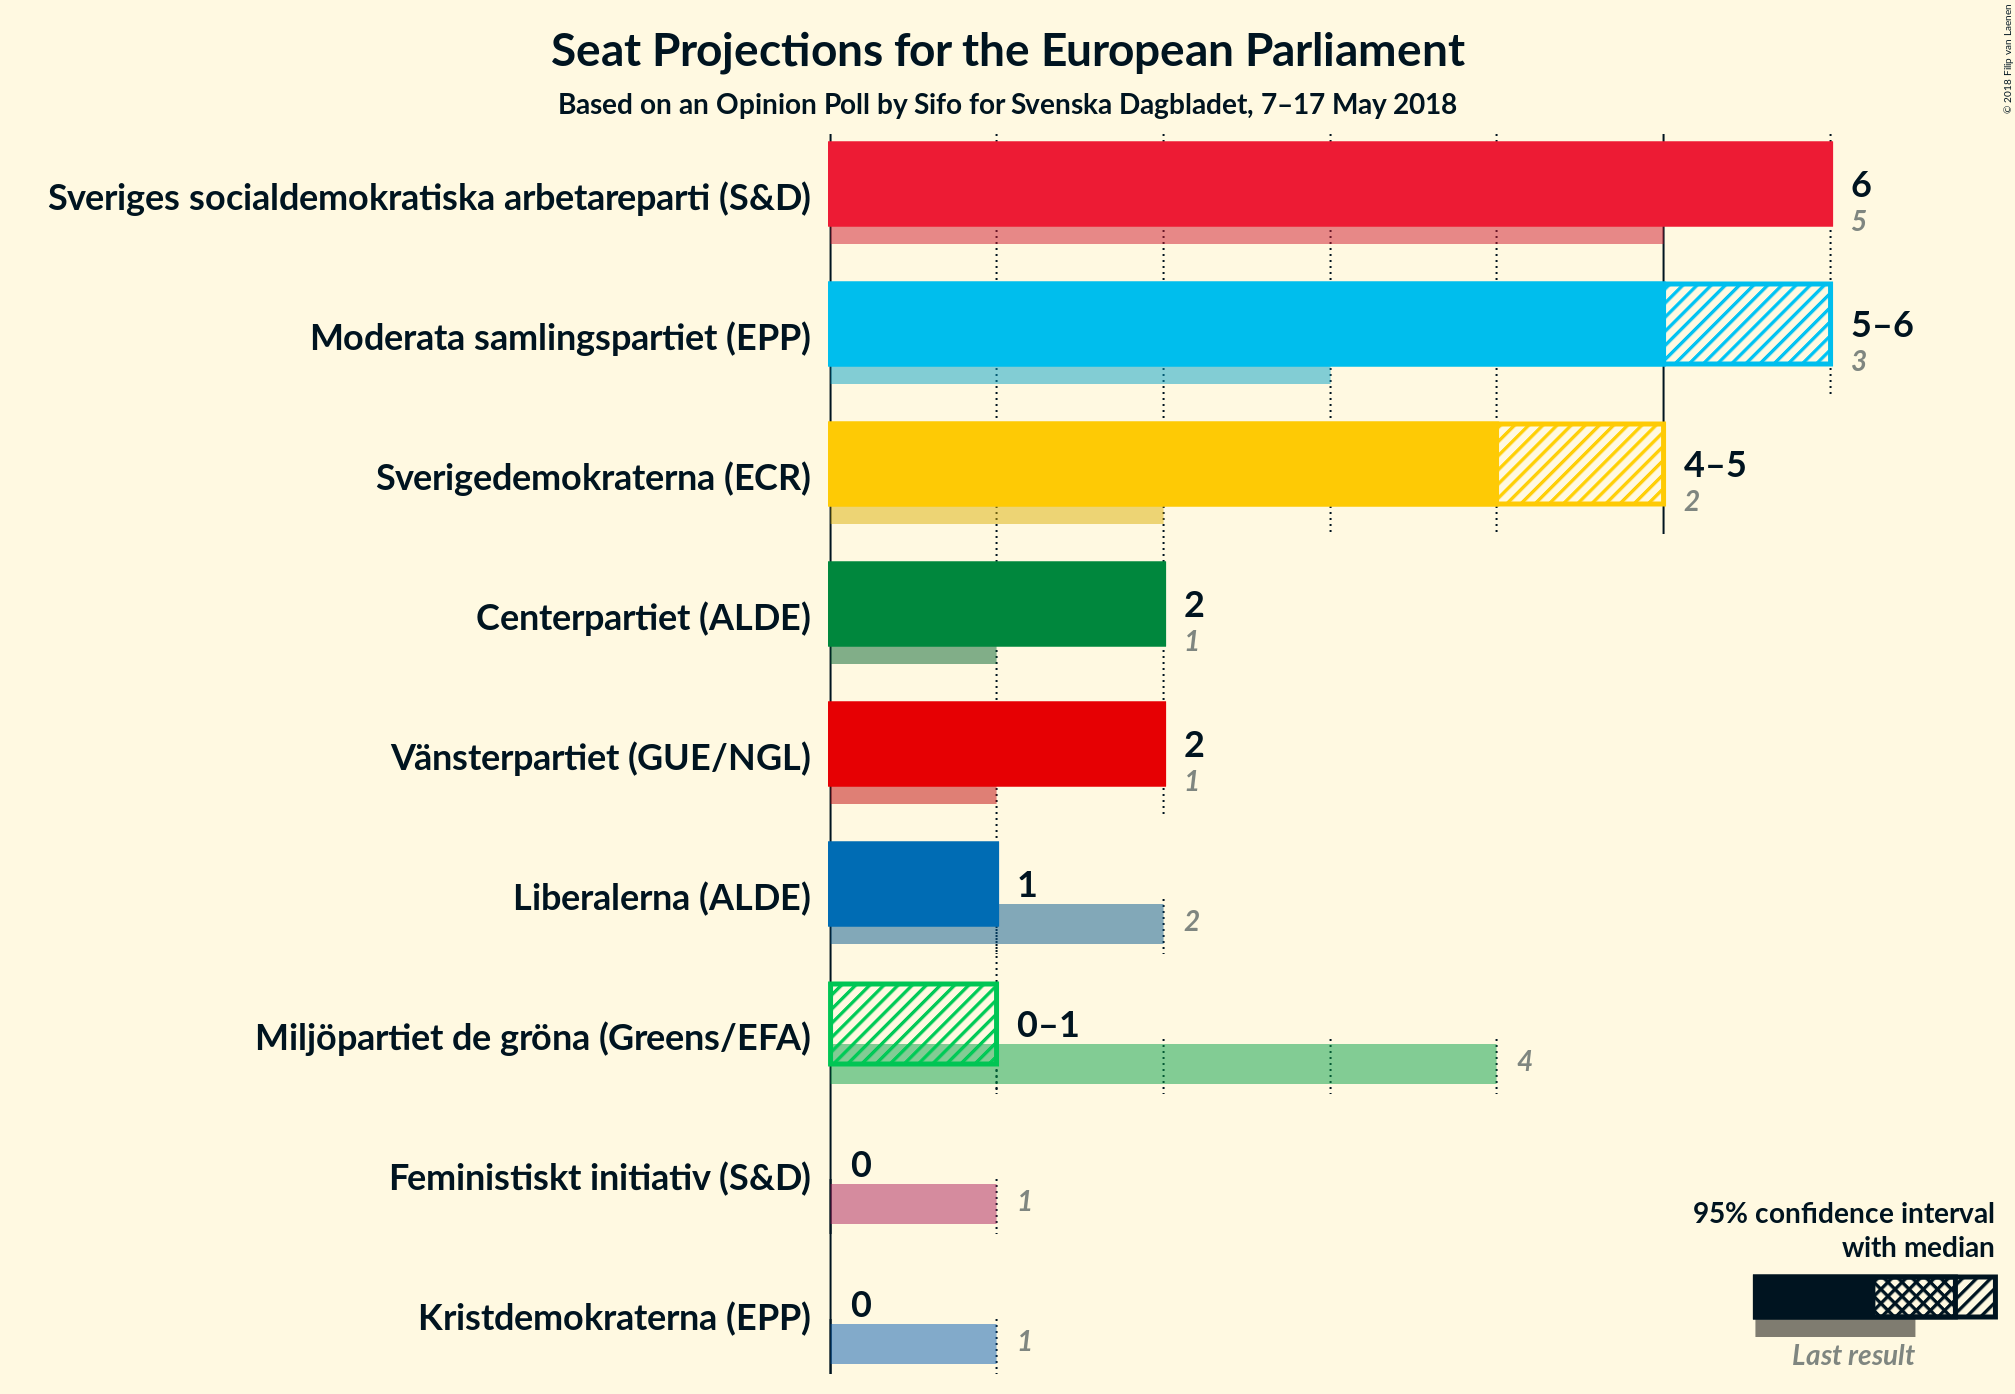 Seat Projections for the European Parliament
Based on an Opinion Poll by Sifo for Svenska Dagbladet, 7–17 May 2018
© 2018 Filip van Laenen
Sveriges socialdemokratiska arbetareparti (S&D)
6
5
Moderata samlingspartiet (EPP)
5–6
3
Sverigedemokraterna (ECR)
4–5
2
Centerpartiet (ALDE)
2
1
Vänsterpartiet (GUE/NGL)
2
1
Liberalerna (ALDE)
1
2
Miljöpartiet de gröna (Greens/EFA)
0–1
4
Feministiskt initiativ (S&D)
0
1
Kristdemokraterna (EPP)
0
1
95% confidence interval
with median
Last result